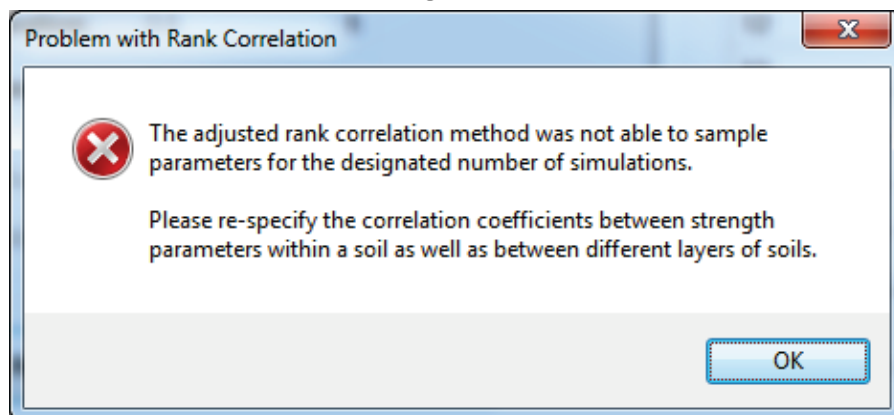 Problem with Rank Correlation
The adjusted rank correlation method was not able to sample
parameters for the designated number of simulations.
Please re-specify the correlation coefficients between strength
parameters within a soil as well as between different layers of soils.
OK